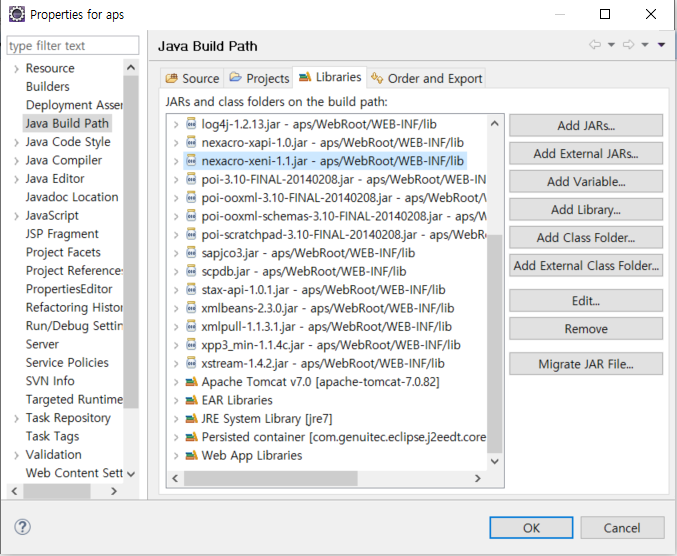 Properties for aps
type filter text
Resource
Builders
Deployment Asser
Java Build Path
Java Code Style
Java Compiler
Java Editor
Javadoc Location
JavaScript
JSP Fragment
Project Facets
Project References
PropertiesEditor
Refactoring Histor
Run/Debug Settin
Server
Service Policies
SVN Info
Targeted Runtime
Task Repository
Task Tags
Validation
Web Content Sett
Java Build Path
Source
Projects
Libraries
Order and Export
JARs and class folders on the build path:
log4j-1.2.13.jar - aps/WebRoot/WEB-INF/lib
nexacro-xapi-1.0.jar - aps/WebRoot/WEB-INF/lib
nexacro-xeni-1.1.jar - aps/WebRoot/WEB-INF/lib
poi-3.10-FINAL-20140208.jar - aps/WebRoot/WEB-IN
poi-ooxml-3.10-FINAL-20140208.jar - aps/WebRoot/
poi-ooxml-schemas-3.10-FINAL-20140208.jar - aps/
poi-scratchpad-3.10-FINAL-20140208.jar - aps/Web
sapjco3.jar - aps/WebRoot/WEB-INF/lib
scpdb.jar - aps/WebRoot/WEB-INF/lib
stax-api-1.0.1.jar - aps/WebRoot/WEB-INF/lib
xmlbeans-2.3.0.jar - aps/WebRoot/WEB-INF/lib
xmlpull-1.1.3.1.jar - aps/WebRoot/WEB-INF/lib
xpp3_min-1.1.4c.jar - aps/WebRoot/WEB-INF/lib
xstream-1.4.2.jar - aps/WebRoot/WEB-INF/lib
Apache Tomcat v7.0 [apache-tomcat-7.0.82]
EAR Libraries
JRE System Library [jre7]
Persisted container [com.genuitec.eclipse.j2eedt.core
Web App Libraries
Add JARs...
Add External JARs...
Add Variable...
Add Library...
Add Class Folder...
Add External Class Folder...
Edit...
Remove
Migrate JAR File...
OK
Cancel